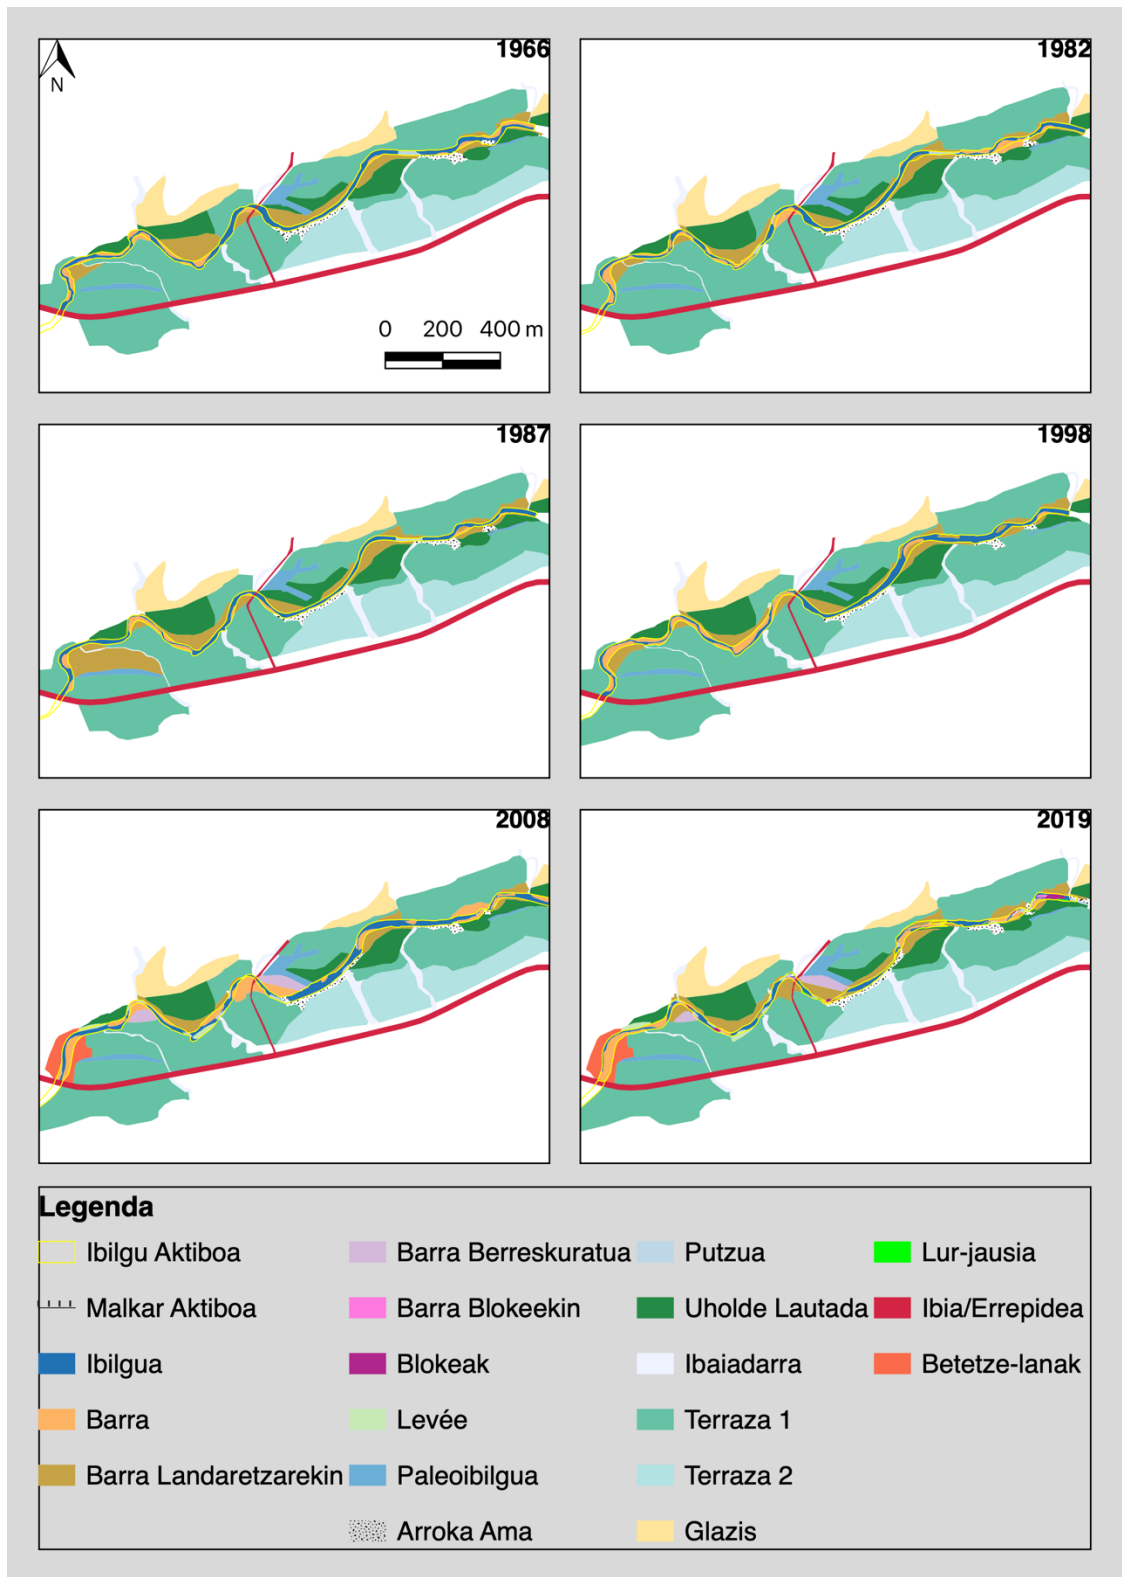 1966
1982
N
0 200 400 m
1987
1998
2008
2019
Legenda
Ibilgu Aktiboa
Malkar Aktiboa
Ibilgua
Barra
Barra Landaretzarekin
Barra Berreskuratua
Barra Blokeekin
Blokeak
Levée
Paleoibilgua
Arroka Ama
Putzua
Uholde Lautada
Ibaiadarra
Terraza 1
Terraza 2
Glazis
Lur-jausia
Ibia/Errepidea
Betetze-lanak